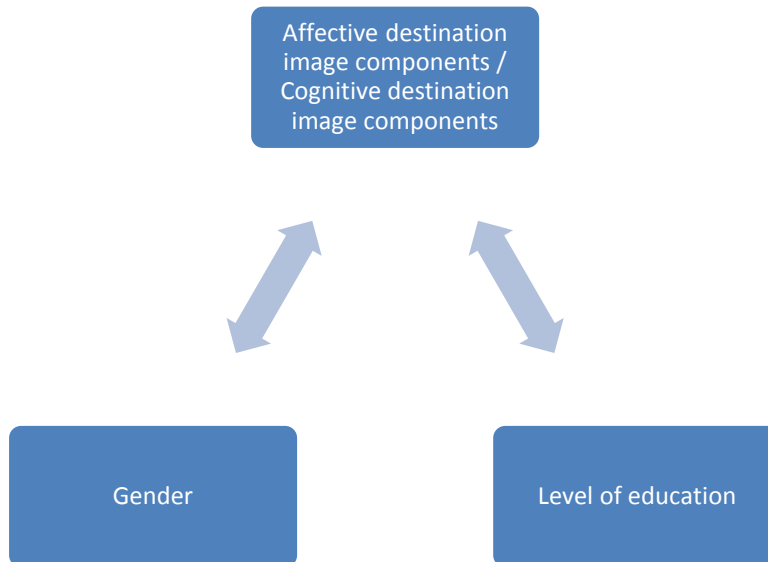 Affective destination
image components /
Cognitive destination
image components
Gender
Level of education